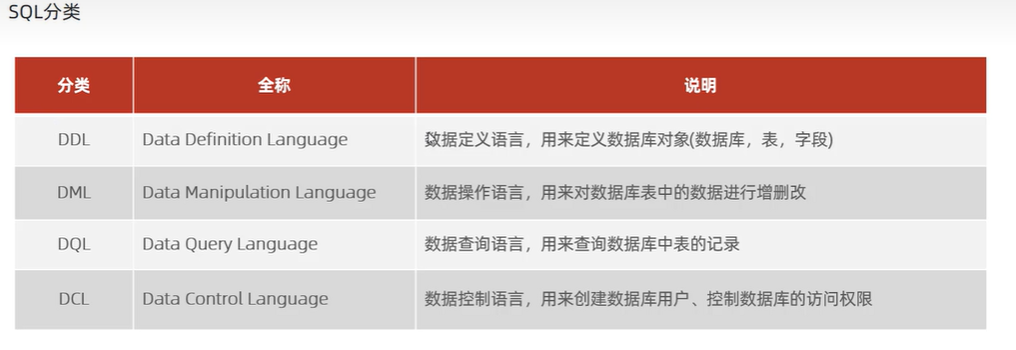 SQL分类
分类 全称 说明
DDL Data Definition Language 数据定义语言，用来定义数据库对象(数据库，表，字段)
DML Data Manipulation Language 数据操作语言，用来对数据库表中的数据进行增删改
DQL Data Query Language 数据查询语言，用来查询数据库中表的记录
DCL Data Control Language 数据控制语言，用来创建数据库用户、控制数据库的访问权限